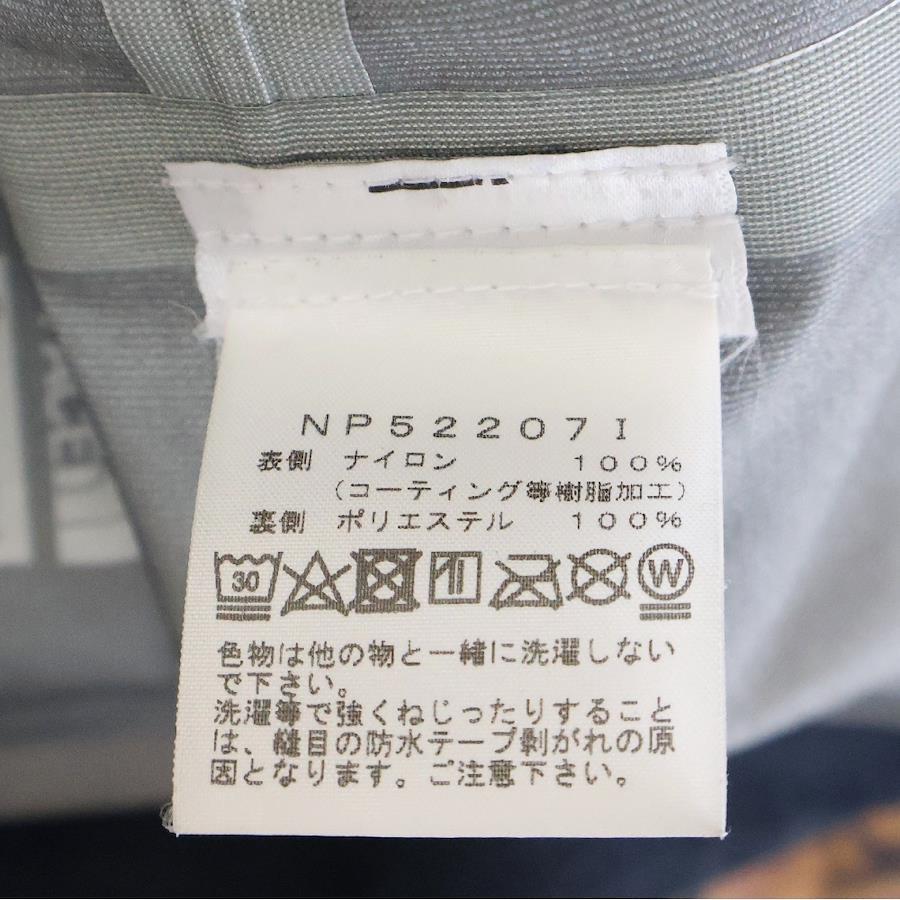 NP52207I
表側 ナイロン 100%
(コーティング等樹脂加工)
裏側 ポリエステル 100%
30 W
色物は他の物と一緒に洗濯しない
で下さい。
洗濯等で強くねじったりすること
は、縫目の防水テープ剥がれの原
因となります。ご注意下さい。